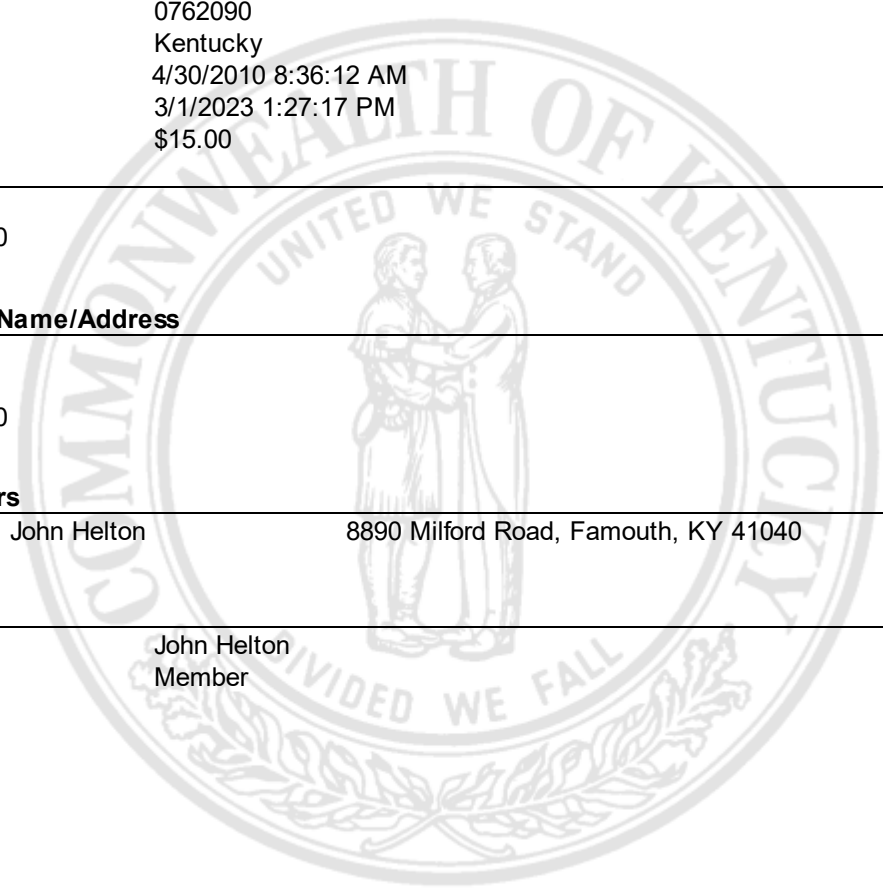 0762090
Kentucky
4/30/2010 8:36:12 AM
3/1/2023 1:27:17 PM
$15.00
0
Name/Address
0
rs
John Helton 8890 Milford Road, Famouth, KY 41040
John Helton
Member
COMMONWEALTH OF KENTUCKY
UNITED WE STAND
DIVIDED WE FALL